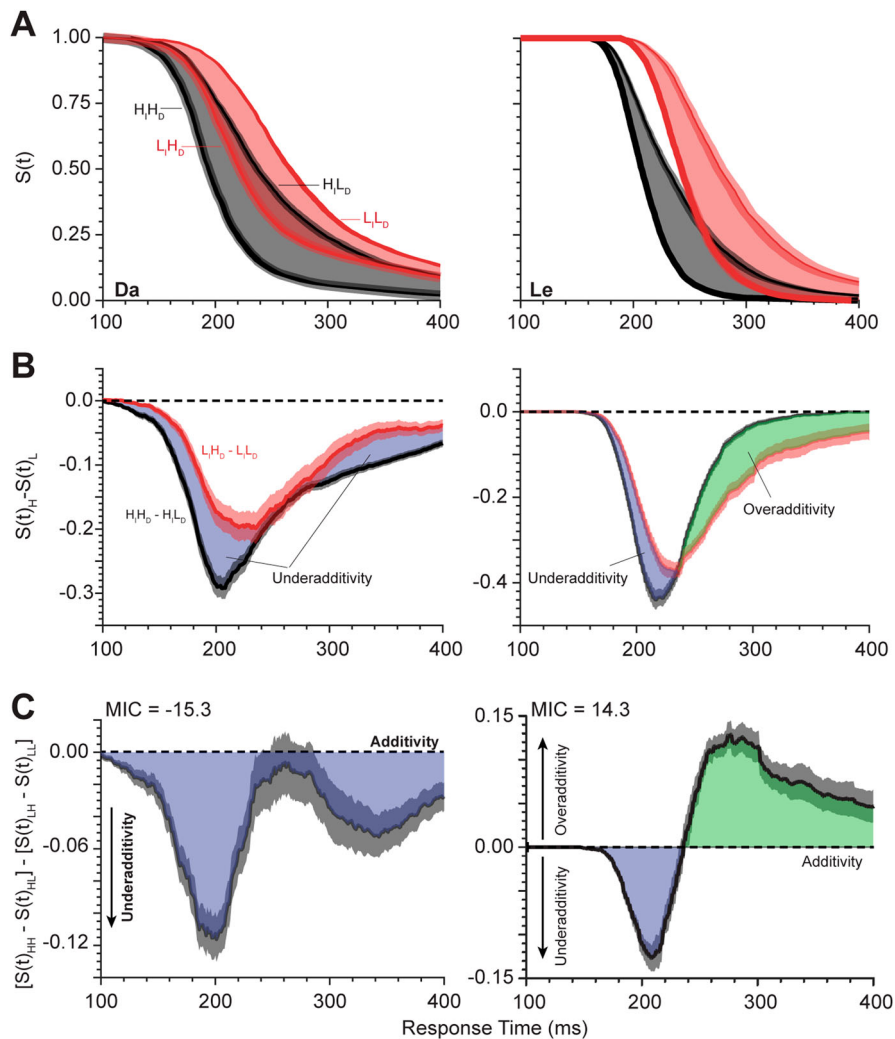 A
1.00
0.75
0.50
0.25
0.00
S(t)
HIHD
LIHD
HILD
LILD
Da
100 200 300 400
Le
100 200 300 400
B
0.0
-0.1
-0.2
-0.3
S(t)H-S(t)L
LIHD - LILD
HIHD - HILD
Underadditivity
100 200 300 400
0.0
-0.2
-0.4
Overadditivity
Underadditivity
100 200 300 400
C
MIC = -15.3
0.00
-0.06
-0.12
[S(t)HH - S(t)HL] - [S(t)LH - S(t)LL]
Additivity
Underadditivity
100 200 300 400
MIC = 14.3
0.15
0.00
-0.15
Overadditivity
Underadditivity
Additivity
100 200 300 400
Response Time (ms)